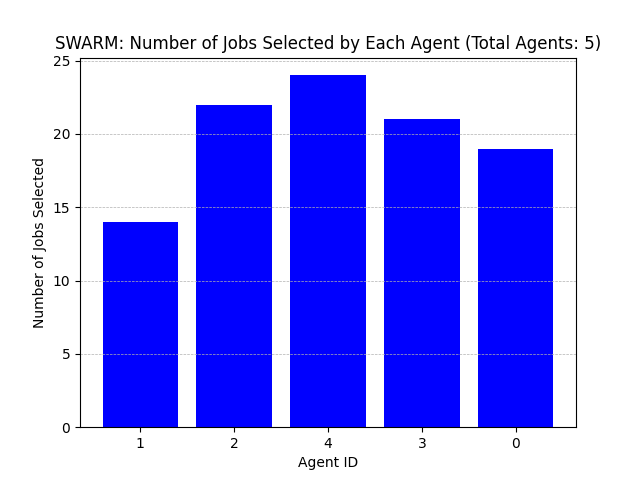 SWARM: Number of Jobs Selected by Each Agent (Total Agents: 5)
25
20
15
10
5
0
Number of Jobs Selected
1 2 4 3 0
Agent ID